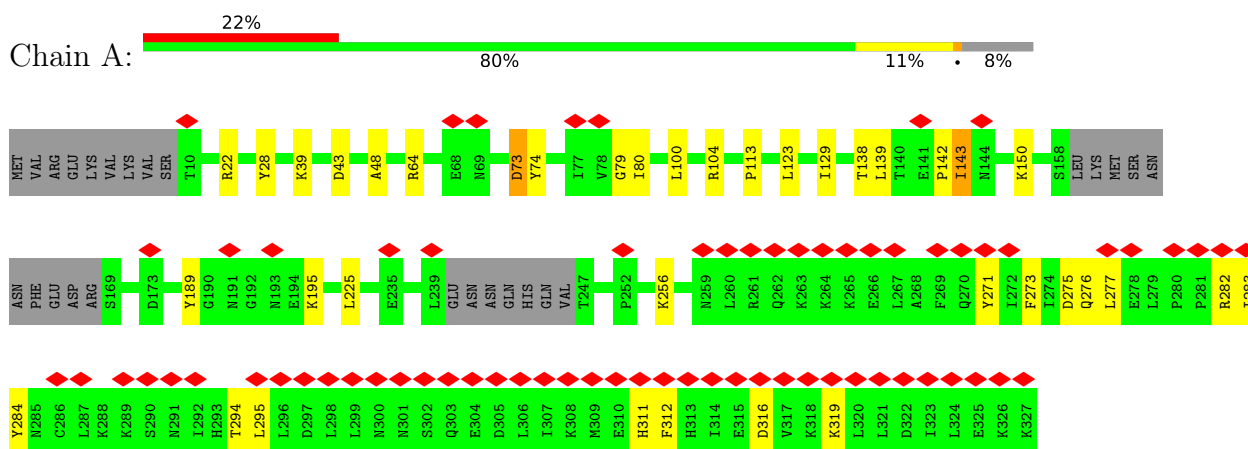 22%
Chain A:
80% 11% • 8%
MET VAL ARG GLU LYS VAL LYS VAL SER T10 R22 Y28 K39 D43 A48 R64 E68 N69 D73 Y74 I77 V78 G79 I80 L100 R104 P113 L123 I129 T138 L139 T140 E141 P142 I143 N144 K150 S158 LEU LYS MET SER ASN
ASN PHE GLU ASP ARG S169 D173 Y189 G190 N191 G192 N193 E194 K195 L225 E235 L239 GLU ASN ASN GLN HIS GLN VAL T247 P252 K256 N259 L260 R261 Q262 K263 K264 K265 E266 L267 A268 F269 Q270 Y271 I272 F273 I274 D275 Q276 L277 E278 L279 P280 P281 R282
Y284 N285 C286 L287 K288 K289 S290 N291 I292 H293 T294 L295 L296 D297 L298 L299 N300 N301 S302 Q303 E304 D305 L306 I307 K308 M309 E310 H311 F312 H313 I314 E315 D316 V317 K318 K319 L320 L321 D322 I323 L324 E325 K326 K327